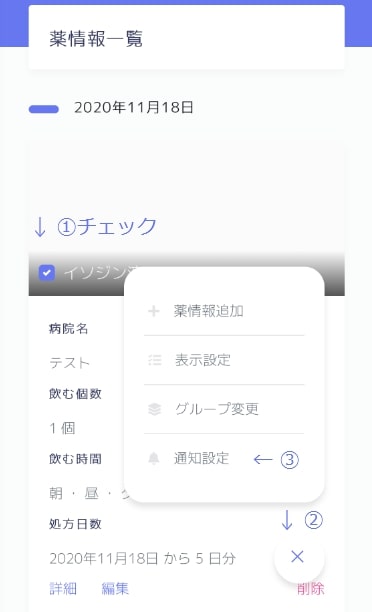 薬情報一覧
2020年11月18日
↓ ①チェック
イソジン
薬情報追加
病院名
表示設定
テスト
飲む個数
グループ変更
1 個
飲む時間
通知設定 ← ③
朝 ・ 昼 ・
処方日数
↓ ②
2020年11月18日 から 5 日分
詳細 編集 削除